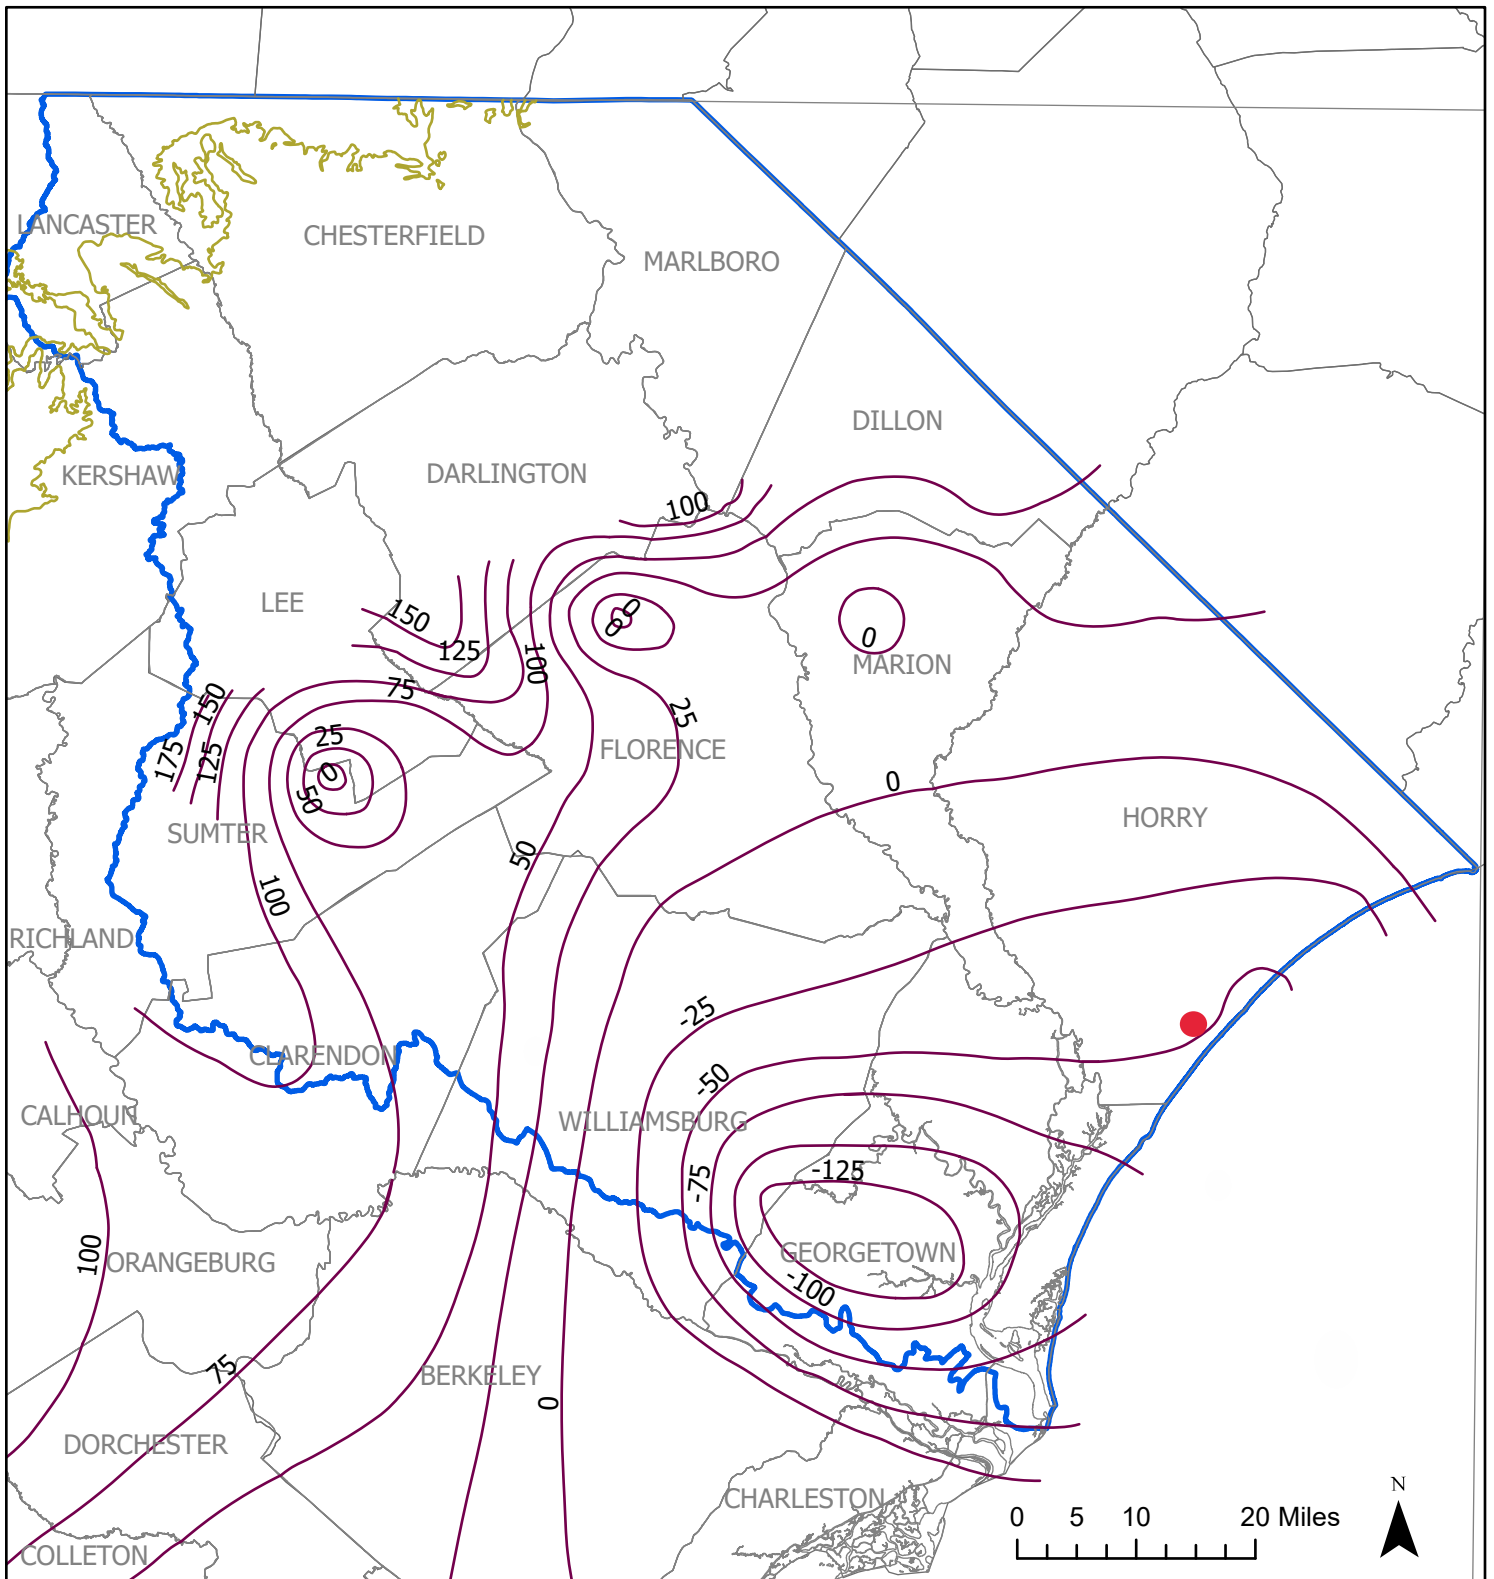 LANCASTER
CHESTERFIELD
MARLBORO
DILLON
KERSHAW
DARLINGTON
100
LEE
150
125
100
0
0
0
MARION
75
150
25
175
125
25
0
50
FLORENCE
0
SUMTER
HORRY
50
100
RICHLAND
-25
CLARENDON
-50
CALHOUN
WILLIAMSBURG
-75
-125
100
ORANGEBURG
GEORGETOWN
-100
75
BERKELEY
0
DORCHESTER
CHARLESTON
COLLETON
N
0 5 10 20 Miles